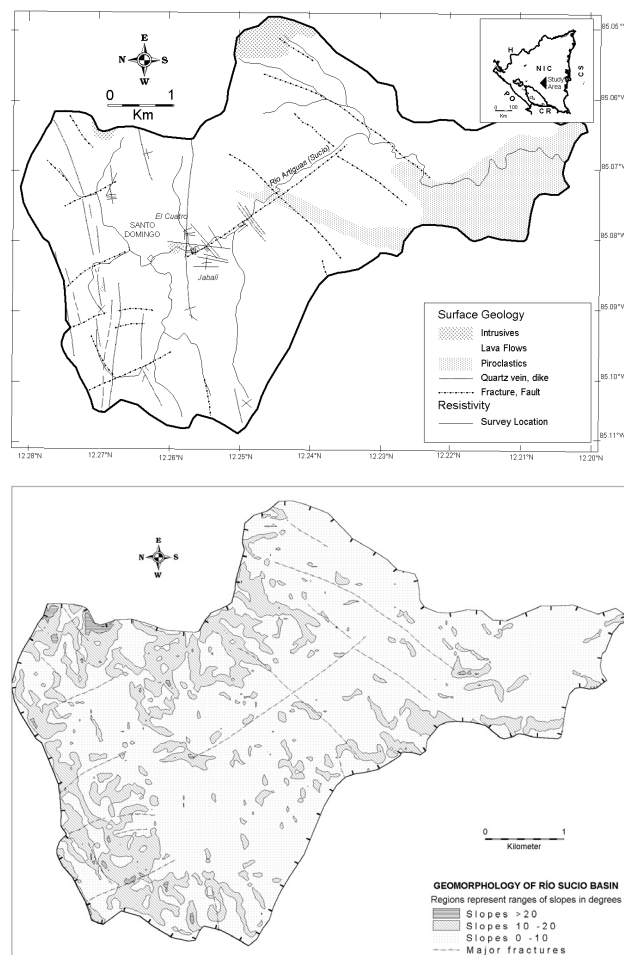 85.05°W
H
NIC
Study
Area
C S
P O
C R
0 100
Km
E
N S
W
0 1
Km
85.06°W
85.07°W
Río Artiguas (Sucio)
El Cuatro
SANTO
DOMINGO
Jabalí
85.08°W
85.09°W
Surface Geology
Intrusives
Lava Flows
Piroclastics
Quartz vein, dike
Fracture, Fault
Resistivity
Survey Location
85.10°W
85.11°W
12.28°N 12.27°N 12.26°N 12.25°N 12.24°N 12.23°N 12.22°N 12.21°N 12.20°N
E
N S
W
0 1
Kilometer
GEOMORPHOLOGY OF RÍO SUCIO BASIN
Regions represent ranges of slopes in degrees
Slopes >20
Slopes 10 -20
Slopes 0 -10
Major fractures